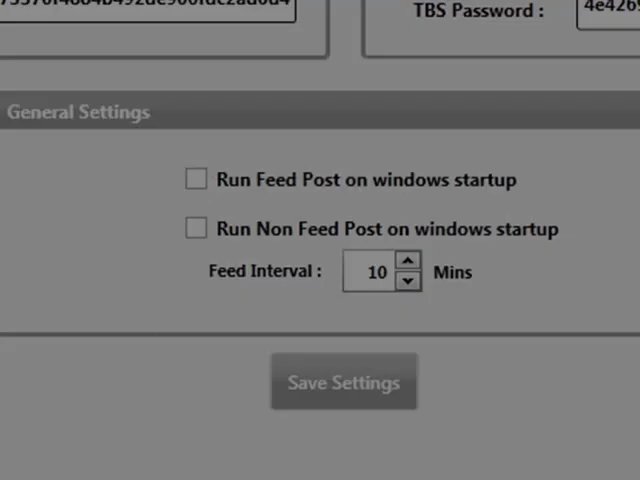 TBS Password :
General Settings
Run Feed Post on windows startup
Run Non Feed Post on windows startup
Feed Interval : 10 Mins
Save Settings